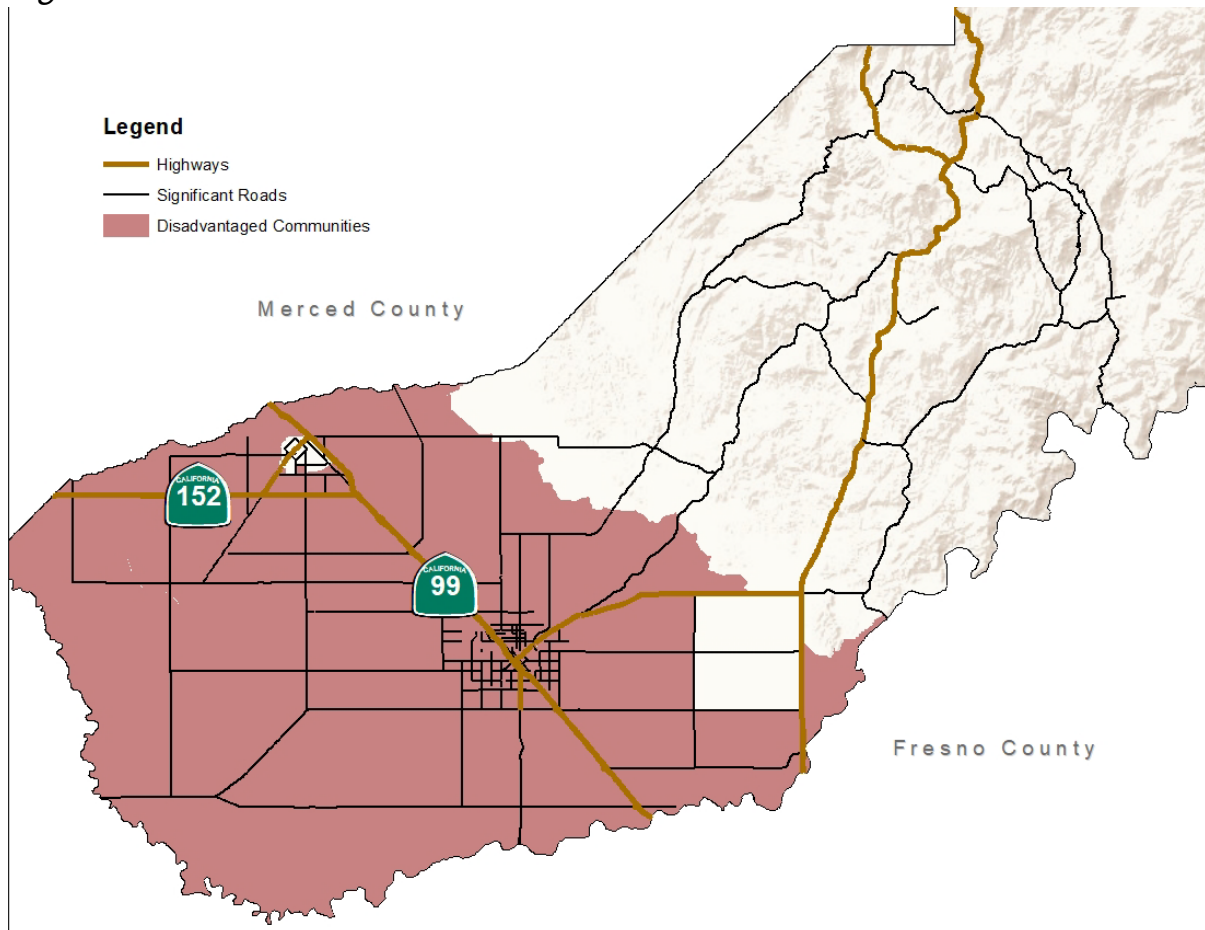 Legend
Highways
Significant Roads
Disadvantaged Communities
Merced County
CALIFORNIA
152
CALIFORNIA
99
Fresno County